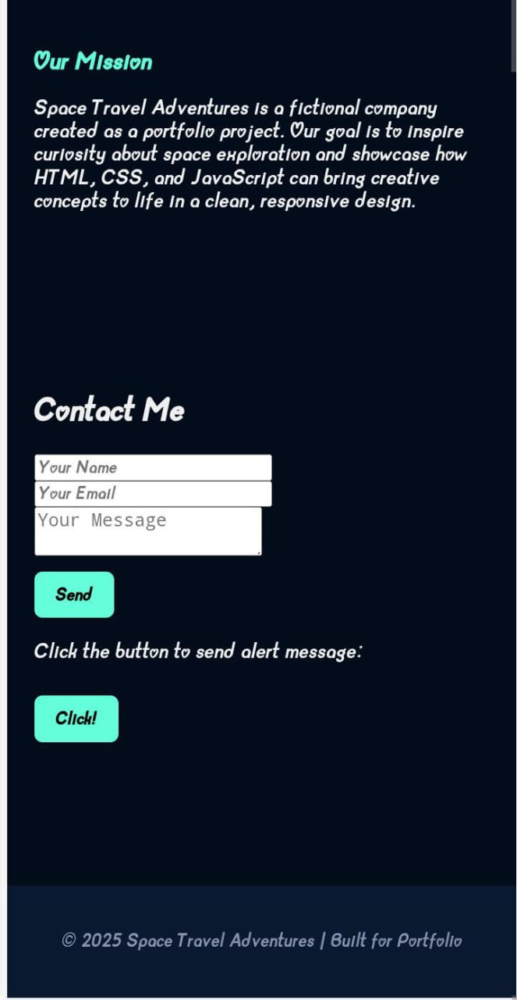 Our Mission
Space Travel Adventures is a fictional company
created as a portfolio project. Our goal is to inspire
curiosity about space exploration and showcase how
HTML, CSS, and JavaScript can bring creative
concepts to life in a clean, responsive design.
Contact Me
Your Name
Your Email
Your Message
Send
Click the button to send alert message:
Click!
© 2025 Space Travel Adventures | Built for Portfolio